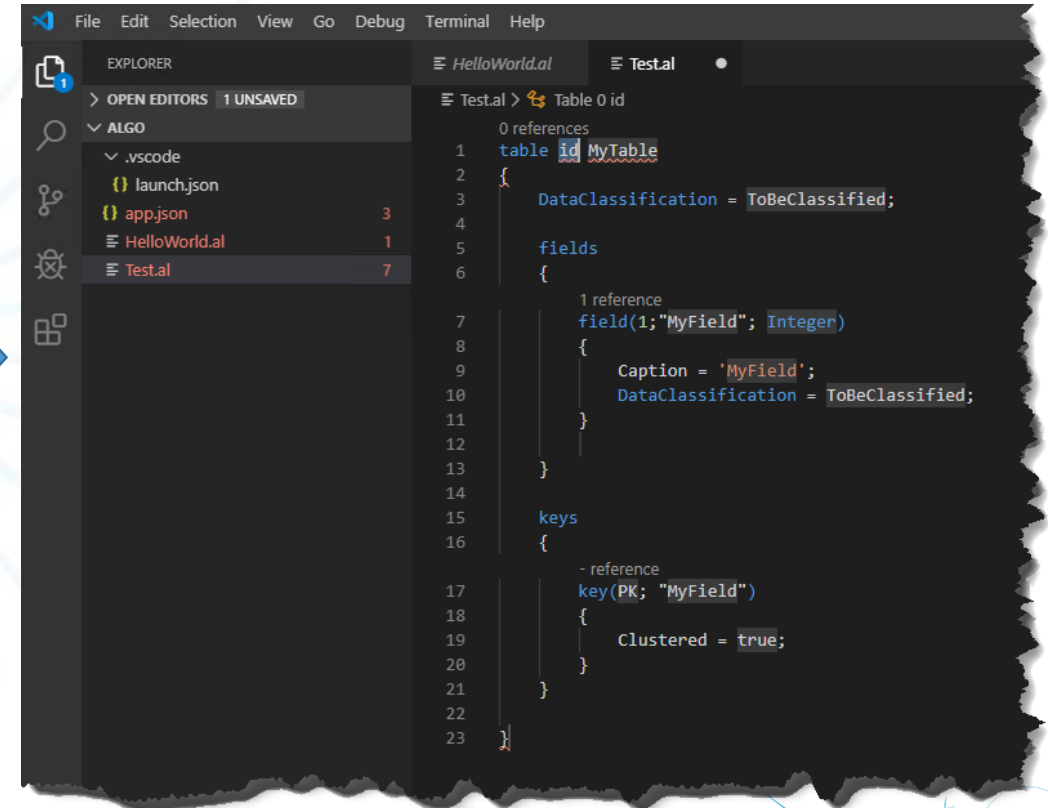 File Edit Selection View Go Debug Terminal Help
EXPLORER
OPEN EDITORS 1 UNSAVED
ALGO
.vscode
{} launch.json
{} app.json 3
HelloWorld.al 1
Test.al 7
1
HelloWorld.al Test.al
Test.al > Table 0 id
0 references
1 table id MyTable
2 {
3 DataClassification = ToBeClassified;
4
5 fields
6 {
1 reference
7 field(1;"MyField"; Integer)
8 {
9 Caption = 'MyField';
10 DataClassification = ToBeClassified;
11 }
12
13 }
14
15 keys
16 {
- reference
17 key(PK; "MyField")
18 {
19 Clustered = true;
20 }
21 }
22
23 }